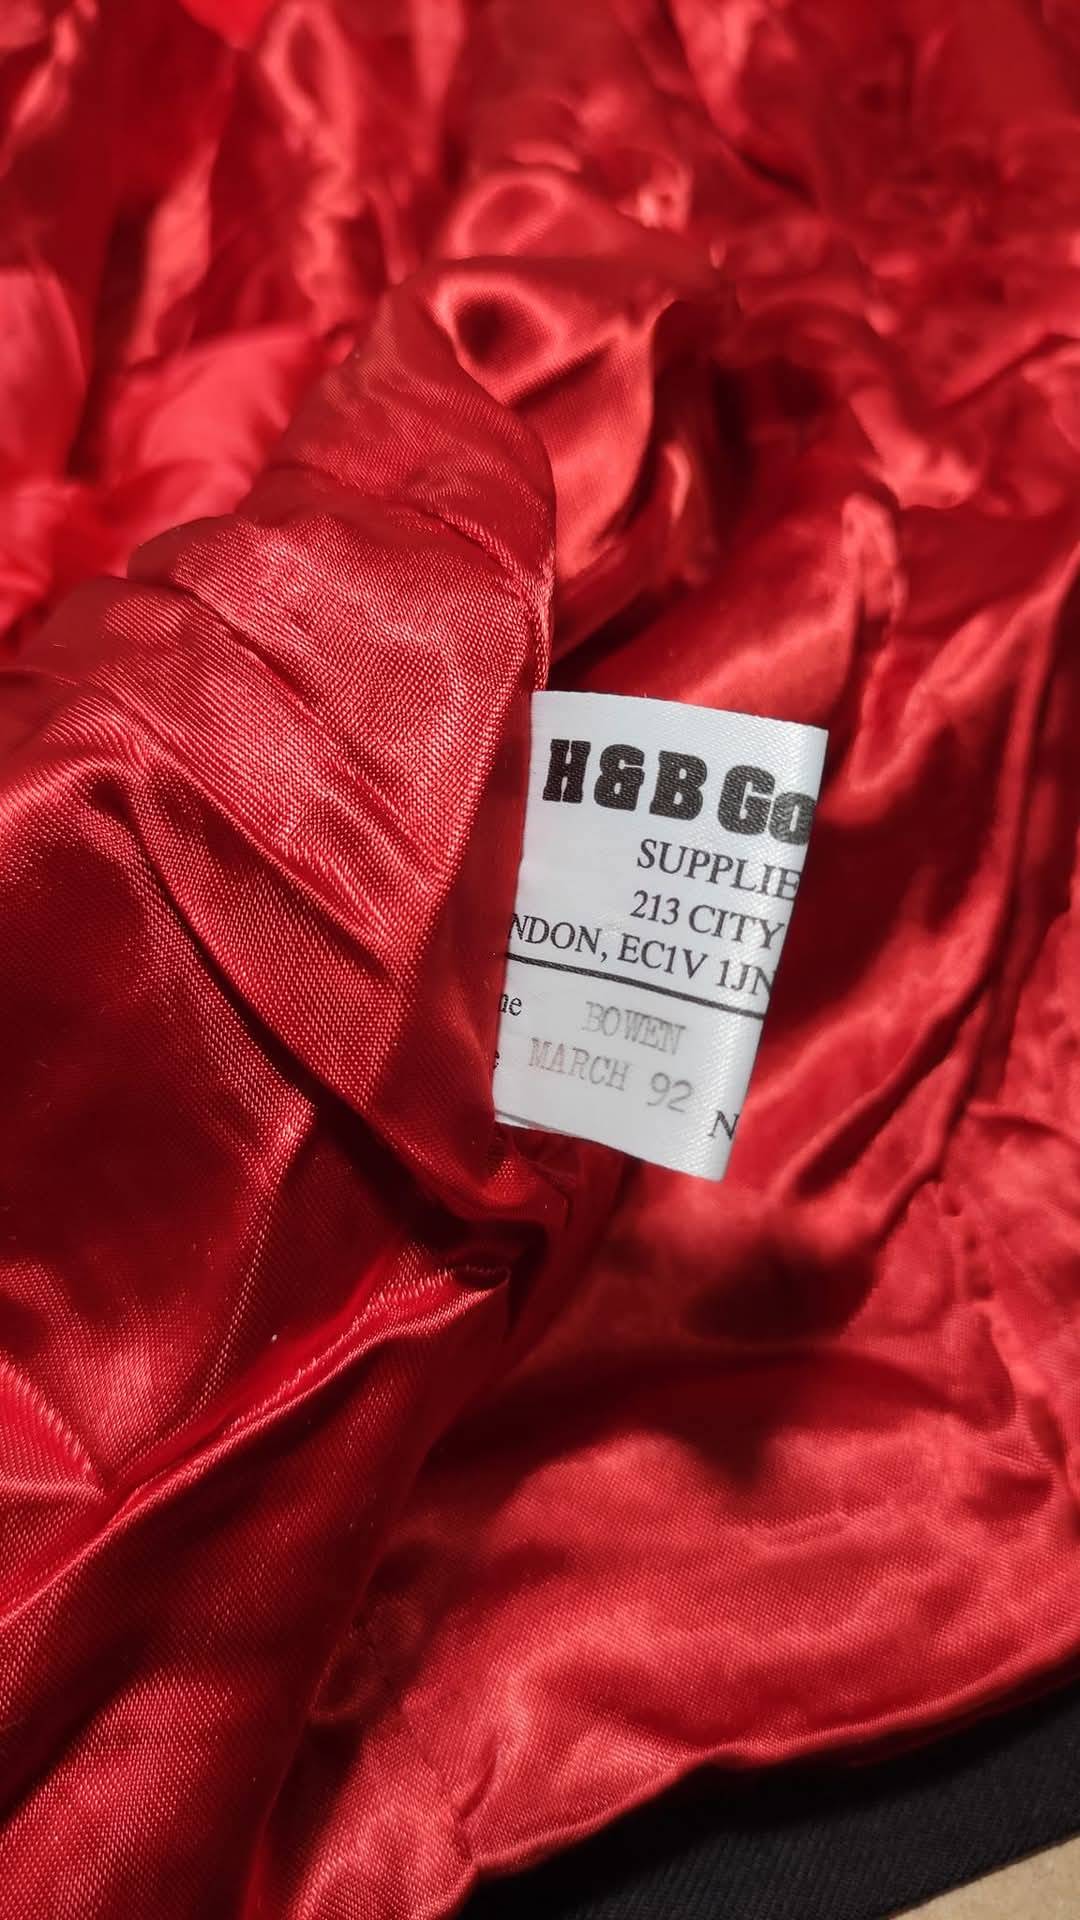 H&B Go
SUPPLIE
213 CITY
NDON, EC1V 1JN
ne BOWEN
e MARCH 92
N